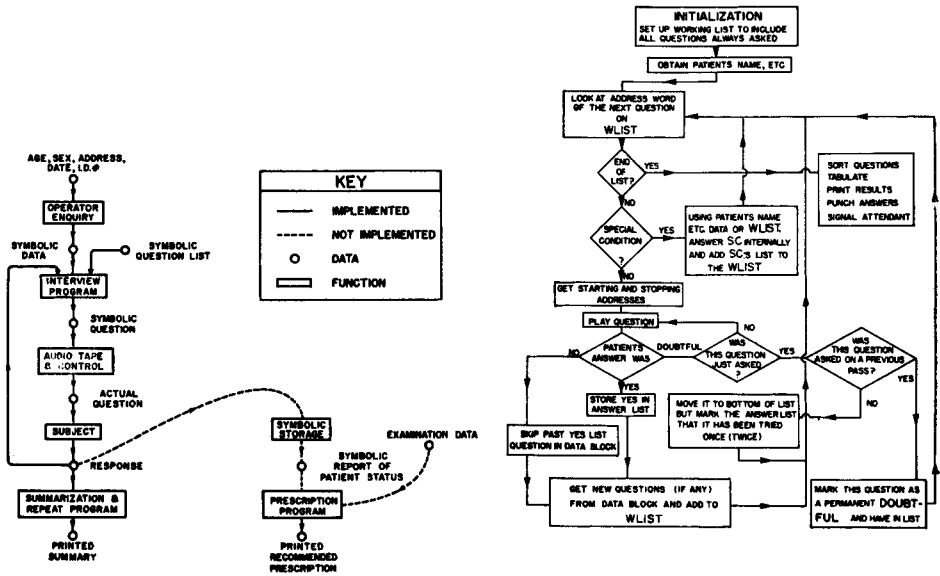 AGE, SEX, ADDRESS,
DATE, I.D.#
OPERATOR
ENQUIRY
SYMBOLIC
DATA
SYMBOLIC
QUESTION LIST
INTERVIEW
PROGRAM
SYMBOLIC
QUESTION
AUDIO TAPE
& CONTROL
ACTUAL
QUESTION
SUBJECT
RESPONSE
SUMMARIZATION &
REPEAT PROGRAM
PRINTED
SUMMARY
KEY
IMPLEMENTED
NOT IMPLEMENTED
DATA
FUNCTION
SYMBOLIC
STORAGE
EXAMINATION DATA
SYMBOLIC
REPORT OF
PATIENT STATUS
PRESCRIPTION
PROGRAM
PRINTED
RECOMMENDED
PRESCRIPTION
INITIALIZATION
SET UP WORKING LIST TO INCLUDE
ALL QUESTIONS ALWAYS ASKED
OBTAIN PATIENTS NAME, ETC
LOOK AT ADDRESS WORD
OF THE NEXT QUESTION
ON
WLIST
END
OF
LIST?
YES
NO
SORT QUESTIONS
TABULATE
PRINT RESULTS
PUNCH ANSWERS
SIGNAL ATTENDANT
SPECIAL
CONDITION
?
YES
NO
USING PATIENTS NAME
ETC. DATA OR WLIST,
ANSWER SC INTERNALLY
AND ADD SC'S LIST TO
THE WLIST
GET STARTING AND STOPPING
ADDRESSES
PLAY QUESTION
NO
PATIENTS
ANSWER WAS
NO
DOUBTFUL
YES
WAS
THIS QUESTION
JUST ASKED
?
YES
WAS
THIS QUESTION
ASKED ON A PREVIOUS
PASS?
YES
NO
STORE YES IN
ANSWER LIST
MOVE IT TO BOTTOM OF LIST
BUT MARK THE ANSWER LIST
THAT IT HAS BEEN TRIED
ONCE (TWICE)
SKIP PAST YES LIST
QUESTION IN DATA BLOCK
GET NEW QUESTIONS (IF ANY)
FROM DATA BLOCK AND ADD TO
WLIST
MARK THIS QUESTION AS
A PERMANENT DOUBT-
FUL AND HAVE IN LIST